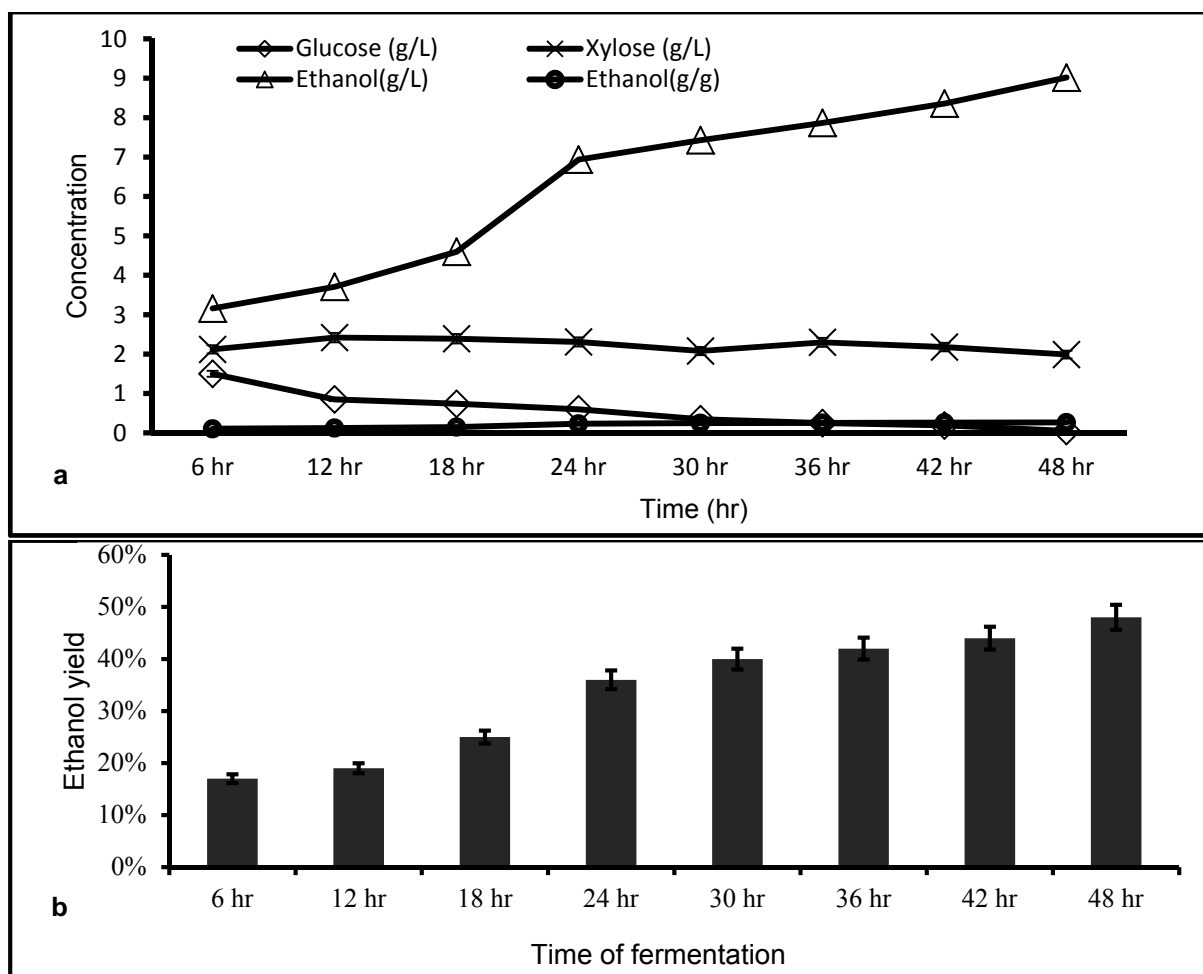 10
Glucose (g/L) Xylose (g/L)
9
Ethanol(g/L) Ethanol(g/g)
8
7
6
5
4
3
2
1
0
Concentration
6 hr 12 hr 18 hr 24 hr 30 hr 36 hr 42 hr 48 hr
a
Time (hr)
60%
50%
40%
30%
20%
10%
0%
Ethanol yield
6 hr 12 hr 18 hr 24 hr 30 hr 36 hr 42 hr 48 hr
b
Time of fermentation